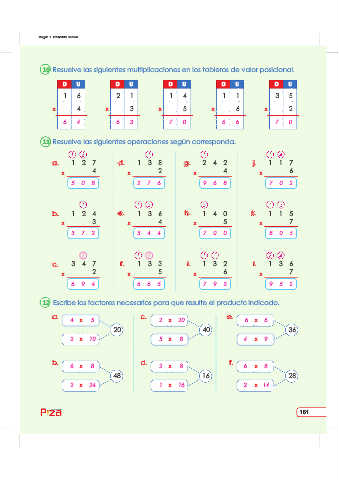 10 Resuelve las siguientes multiplicaciones en los tableros de valor posicional.
D U D U D U D U D U
1 6 2 1 1 4 1 1 3 5
x 4 x 3 x 5 x 6 x 2
6 4 6 3 7 0 6 6 7 0
11 Resuelve las siguientes operaciones según corresponda.
a. 1 2 7 d. 1 3 8 g. 2 4 2 j. 1 1 7
x 4 x 2 x 4 x 6
5 0 8 2 7 6 9 6 8 7 0 2
b. 1 2 4 e. 1 3 6 h. 1 4 0 k. 1 1 5
x 3 x 4 x 5 x 7
3 7 2 5 4 4 7 0 0 8 0 5
c. 3 4 7 f. 1 3 3 i. 1 3 2 l. 1 3 6
x 2 x 5 x 6 x 7
6 9 4 6 6 5 7 9 2 9 5 2
12 Escribe los factores necesarios para que resulte el producto indicado.
a. 4 x 5 c. 2 x 20 e. 6 x 6
20 40 36
2 x 10 5 x 8 4 x 9
b. 6 x 8 d. 2 x 8 f.
48 16 28
2 x 24 1 x 16 2 x 14
161